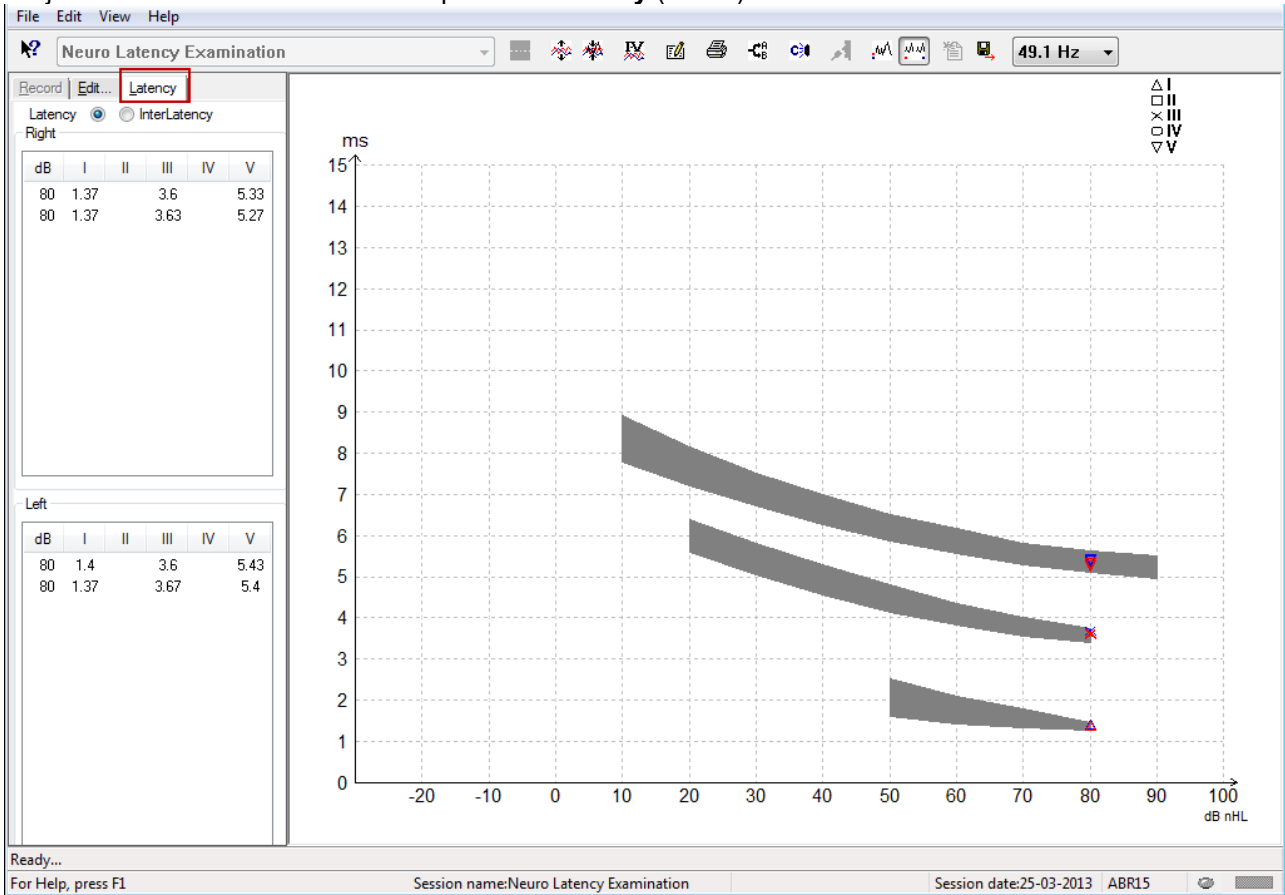 File Edit View Help
Neuro Latency Examination 49.1 Hz
Record Edit... Latency
Latency InterLatency
Right
dB I II III IV V
80 1.37 3.6 5.33
80 1.37 3.63 5.27
Left
dB I II III IV V
80 1.4 3.6 5.43
80 1.37 3.67 5.4
I
II
III
IV
V
ms
15
14
13
12
11
10
9
8
7
6
5
4
3
2
1
0
-20 -10 0 10 20 30 40 50 60 70 80 90 100
dB nHL
Ready...
For Help, press F1 Session name:Neuro Latency Examination Session date:25-03-2013 ABR15